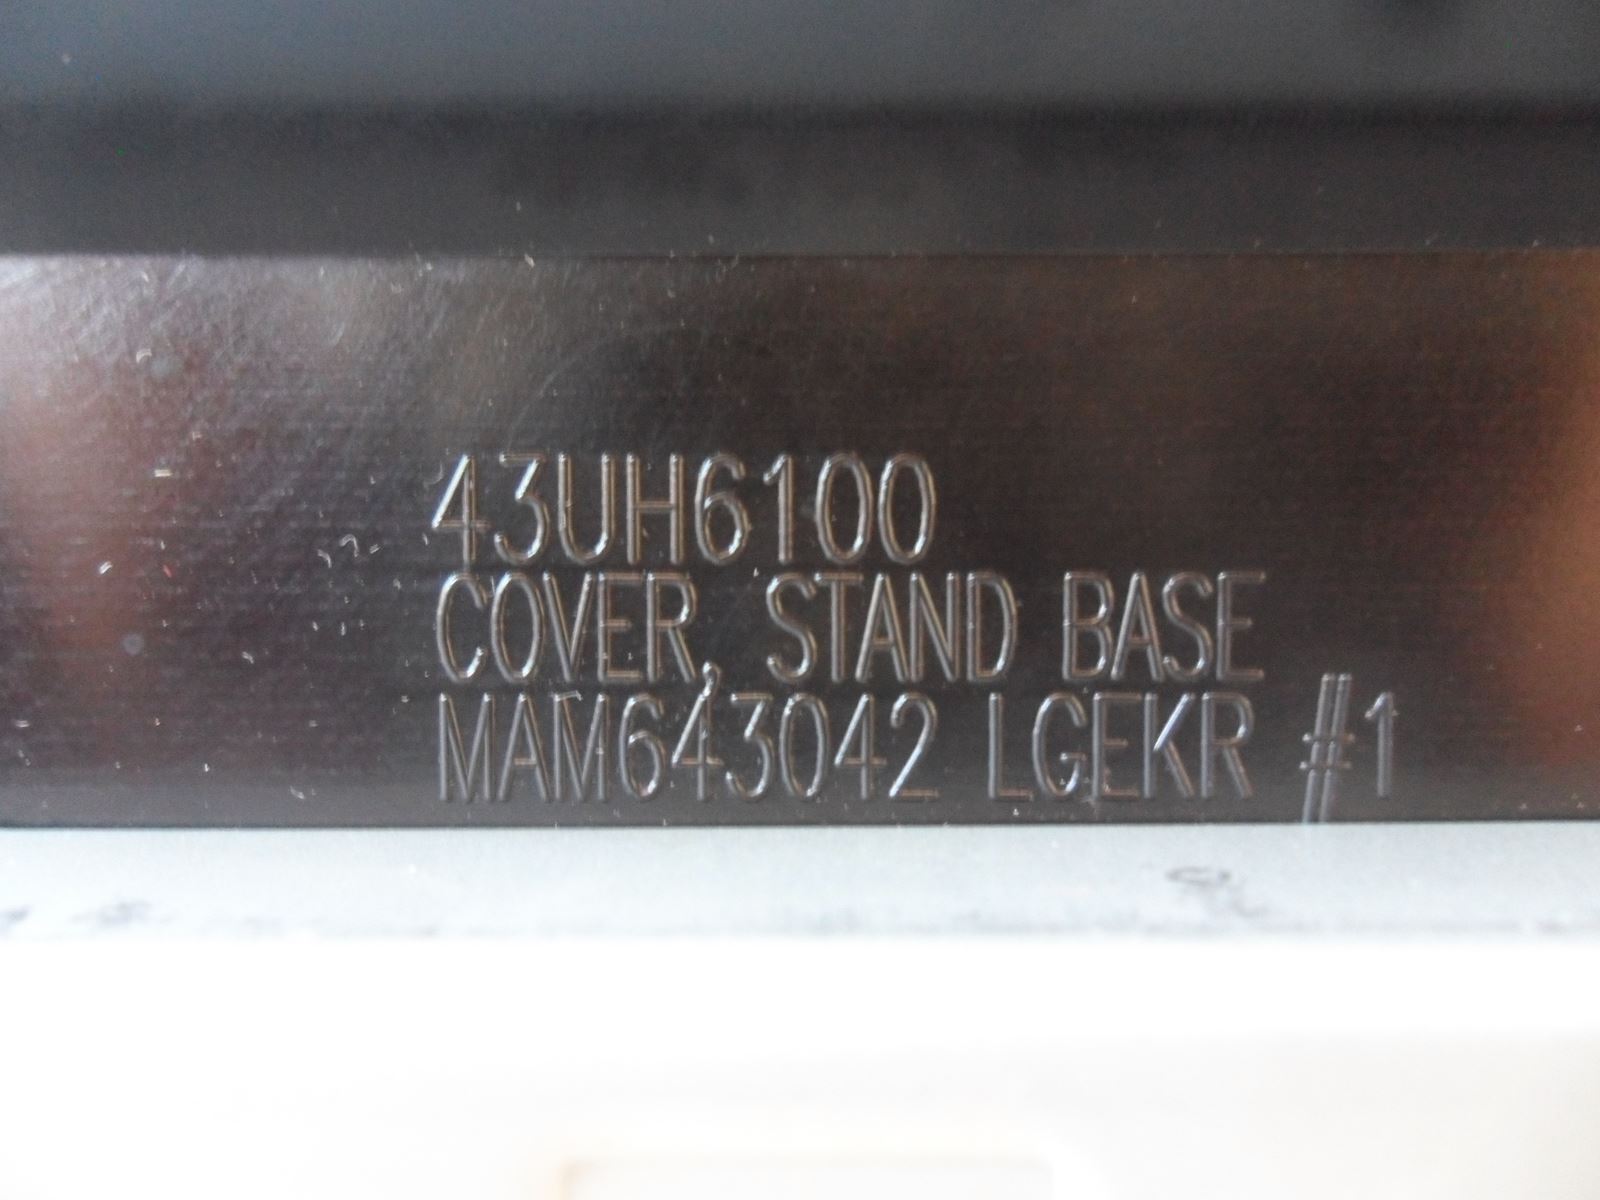 43UH6100
COVER, STAND BASE
MAM643042 LGEKR #1